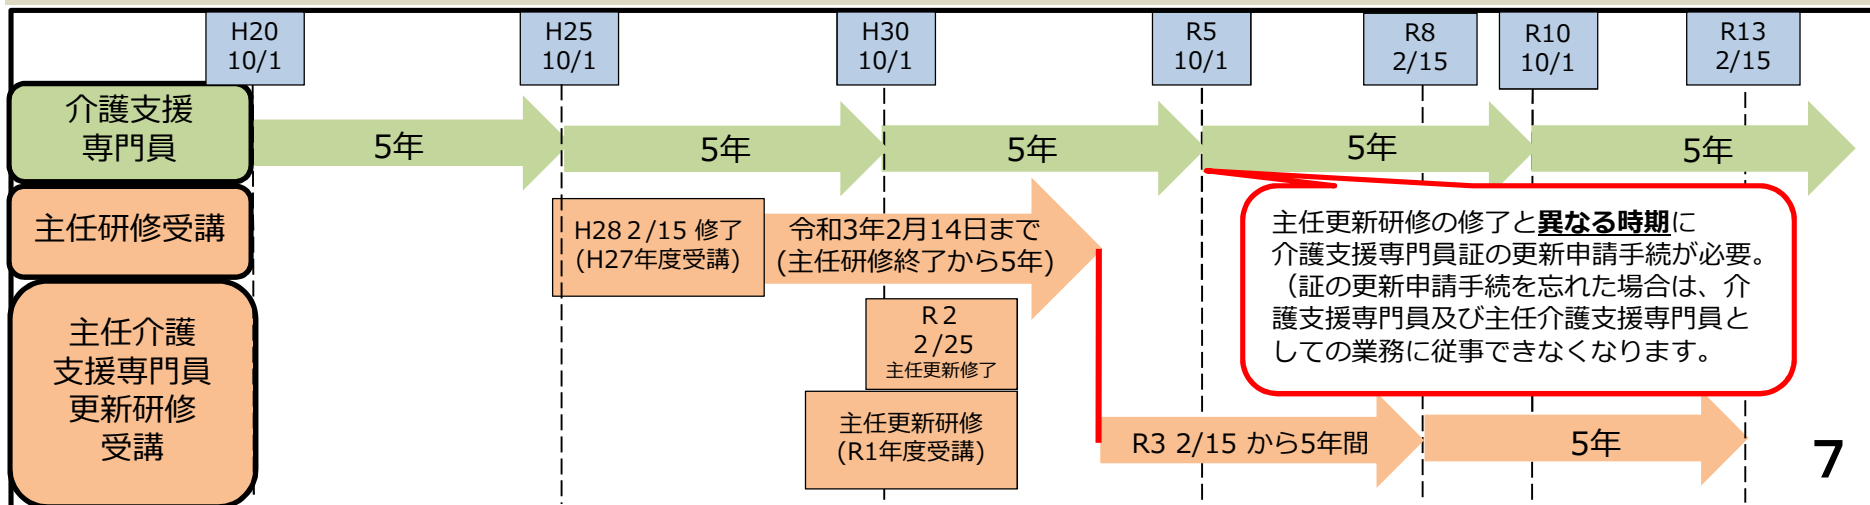 H20
10/1
H25
10/1
H30
10/1
R5
10/1
R8
2/15
R10
10/1
R13
2/15
介護支援
専門員
5年
5年
5年
5年
5年
主任研修受講
H28 2/15 修了
(H27年度受講)
令和3年2月14日まで
(主任研修終了から5年)
主任更新研修の修了と異なる時期に
介護支援専門員証の更新申請手続が必要。
（証の更新申請手続を忘れた場合は、介
護支援専門員及び主任介護支援専門員と
しての業務に従事できなくなります。
主任介護
支援専門員
更新研修
受講
R２
2/25
主任更新修了
主任更新研修
(R1年度受講)
R3 2/15 から5年間
5年
7